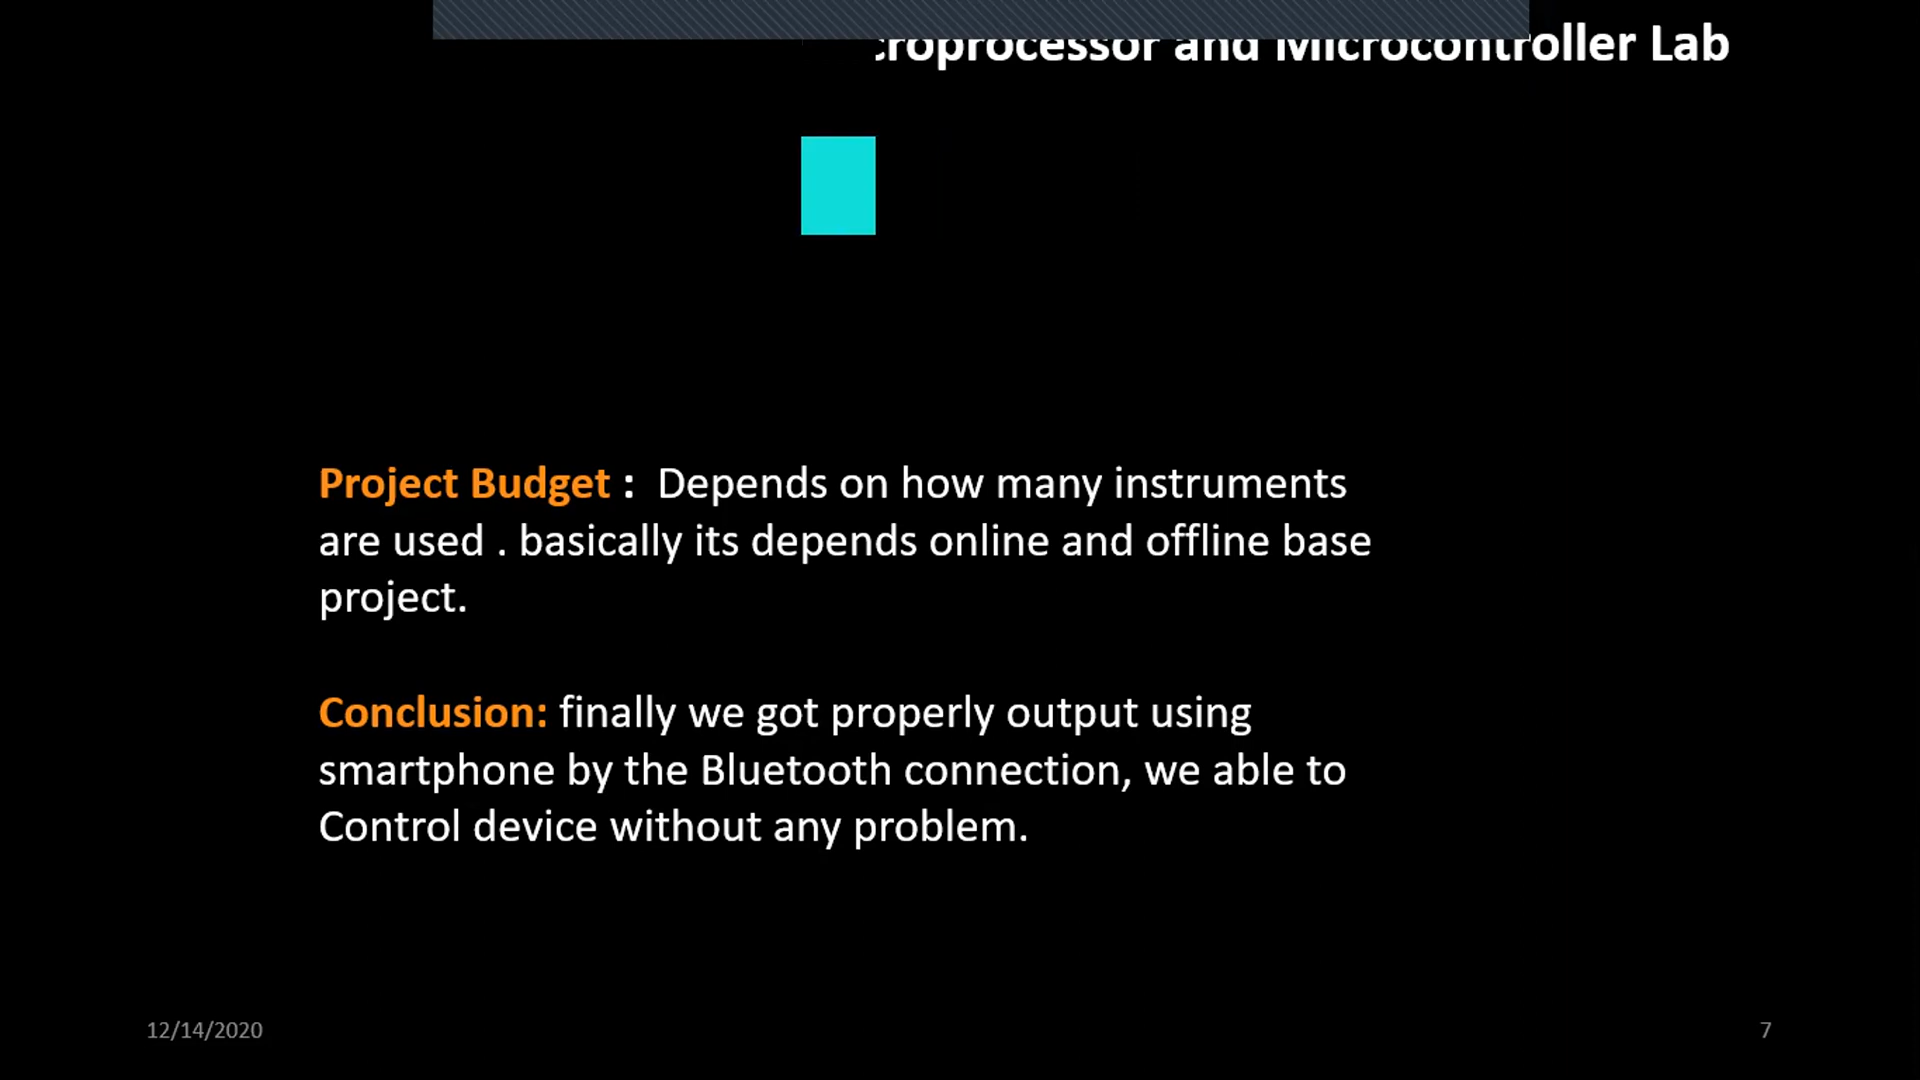 and Microcontroller Lab
Project Budget : Depends on how many instruments
are used . basically its depends online and offline base
project.
Conclusion: finally we got properly output using
smartphone by the Bluetooth connection, we able to
Control device without any problem.
12/14/2020
7